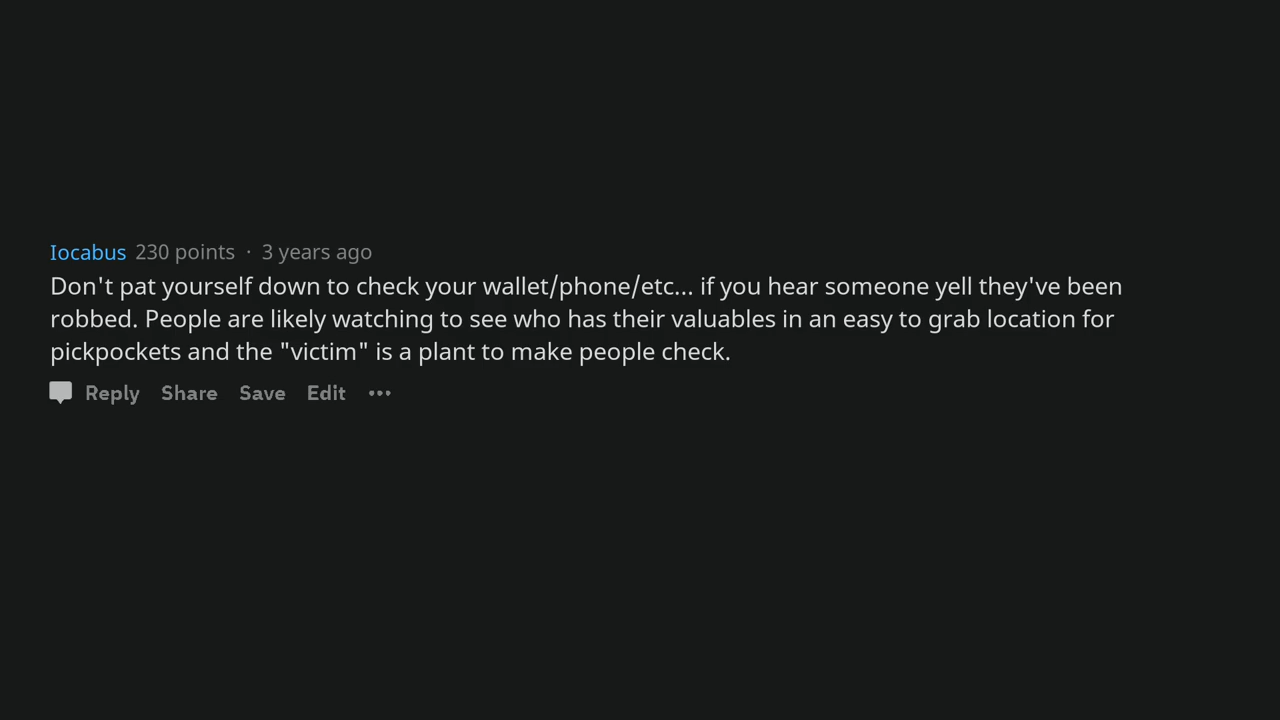 Iocabus 230 points · 3 years ago
Don't pat yourself down to check your wallet/phone/etc... if you hear someone yell they've been
robbed. People are likely watching to see who has their valuables in an easy to grab location for
pickpockets and the "victim" is a plant to make people check.
Reply Share Save Edit •••